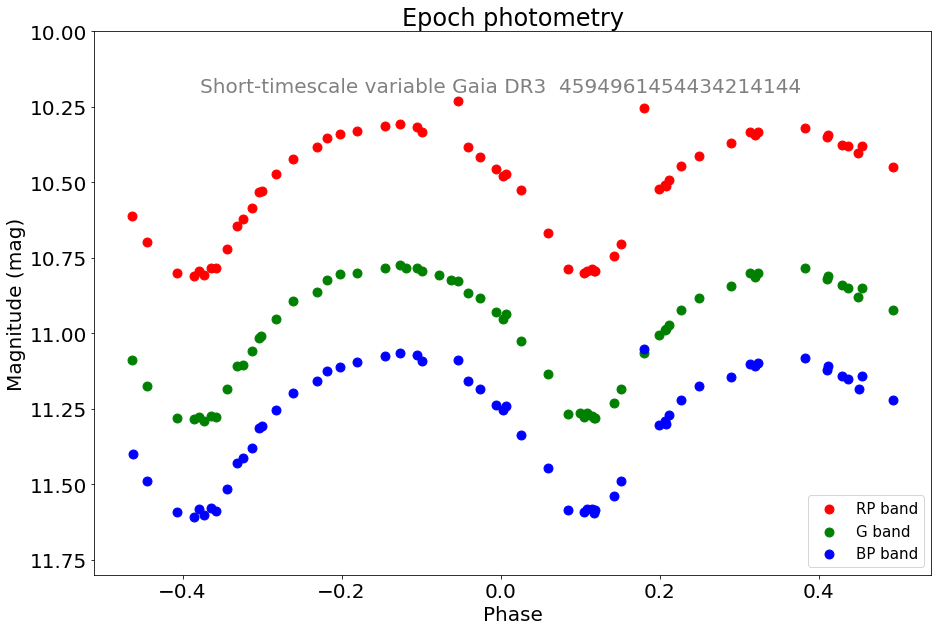 Epoch photometry
Short-timescale variable Gaia DR3  4594961454434214144
Magnitude (mag)
10.00
10.25
10.50
10.75
11.00
11.25
11.50
11.75
−0.4
−0.2
0.0
0.2
0.4
Phase
RP band
G band
BP band